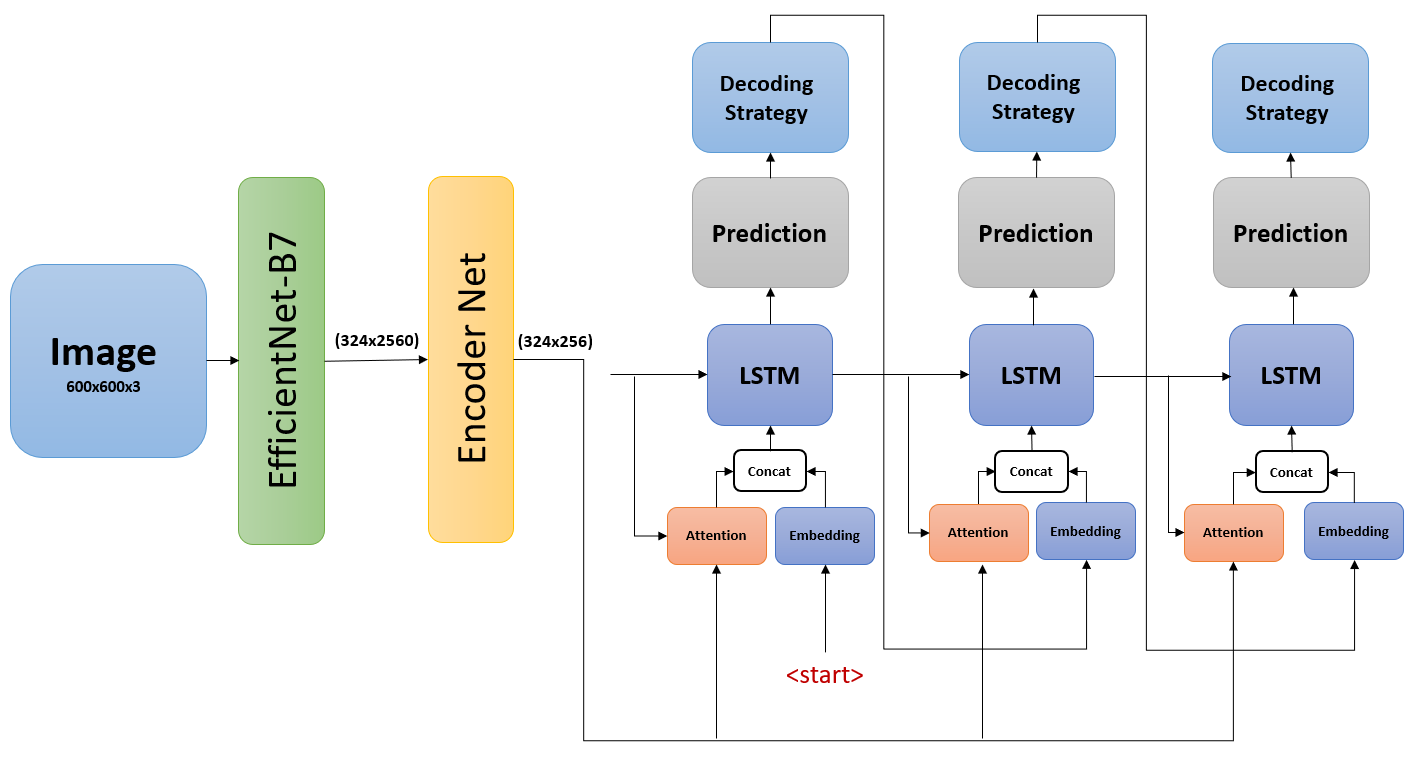 Image
600x600x3
EfficientNet-B7
(324x2560)
Encoder Net
(324x256)
Decoding
Strategy
Prediction
LSTM
Concat
Attention
Embedding
<start>
Decoding
Strategy
Prediction
LSTM
Concat
Attention
Embedding
Decoding
Strategy
Prediction
LSTM
Concat
Attention
Embedding